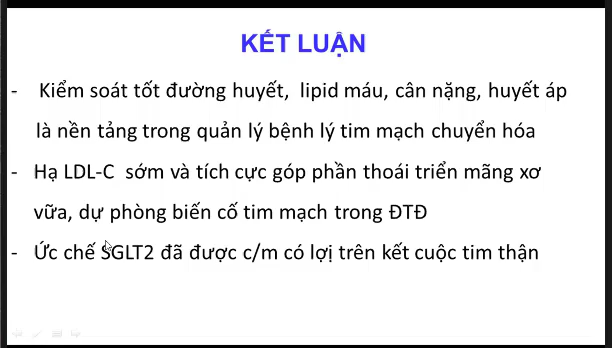 KẾT LUẬN
- Kiểm soát tốt đường huyết, lipid máu, cân nặng, huyết áp
là nền tảng trong quản lý bệnh lý tim mạch chuyển hóa
- Hạ LDL-C sớm và tích cực góp phần thoái triển mãng xơ
vữa, dự phòng biến cố tim mạch trong ĐTĐ
- Ức chế SGLT2 đã được c/m có lợi trên kết cuộc tim thận